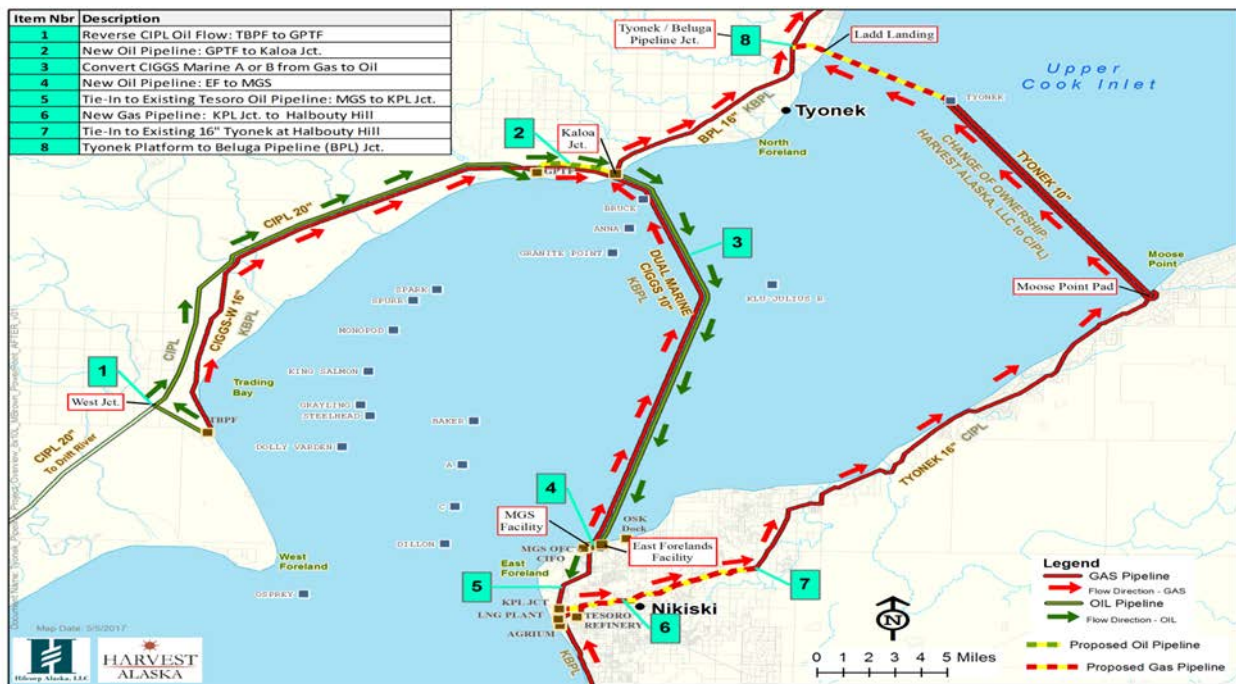 Item Nbr Description
1 Reverse CIPL Oil Flow: TBPF to GPTF
2 New Oil Pipeline: GPTF to Kaloa Jct.
3 Convert CIGGS Marine A or B from Gas to Oil
4 New Oil Pipeline: EF to MGS
5 Tie-In to Existing Tesoro Oil Pipeline: MGS to KPL Jct.
6 New Gas Pipeline: KPL Jct. to Halbouty Hill
7 Tie-In to Existing 16" Tyonek at Halbouty Hill
8 Tyonek Platform to Beluga Pipeline (BPL) Jct.
Tyonek / Beluga
Pipeline Jct.
8
Ladd Landing
Upper
Cook Inlet
TYONEK
Tyonek
BPL 16" KBPL
North
Foreland
2
Kaloa
Jct.
GPTF
CIPL 20"
BRUCE
ANNA
GRANITE POINT
3
DUAL MARINE
CIGGS 10"
KBPL
TYONEK 10"
CHANGE OF OWNERSHIP:
HARVEST ALASKA, LLC to CIPL)
Moose
Point
Moose Point Pad
KLU JULIUS R.
SPARK
SPURR
MONOPOD
CIGGS-W 16"
KBPL
CIPL
1
West Jct.
Trading
Bay
TBPF
KING SALMON
GRAYLING
STEELHEAD
BAKER
DOLLY VARDEN
A
C
DILLON
CIPL 20"
To Drift River
TYONEK 16" CIPL
4
MGS
Facility
OSK
Dock
MGS OFC
CIFO
East Forelands
Facility
West
Foreland
OSPREY
East
Foreland
5
7
KPL JCT
LNG PLANT
AGRIUM
TESORO
REFINERY
Nikiski
6
KBPL
Legend
GAS Pipeline
Flow Direction - GAS
OIL Pipeline
Flow Direction - OIL
Proposed Oil Pipeline
Proposed Gas Pipeline
N
0 1 2 3 4 5 Miles
Map Date: 5/5/2017
Hilcorp Alaska, LLC
HARVEST
ALASKA